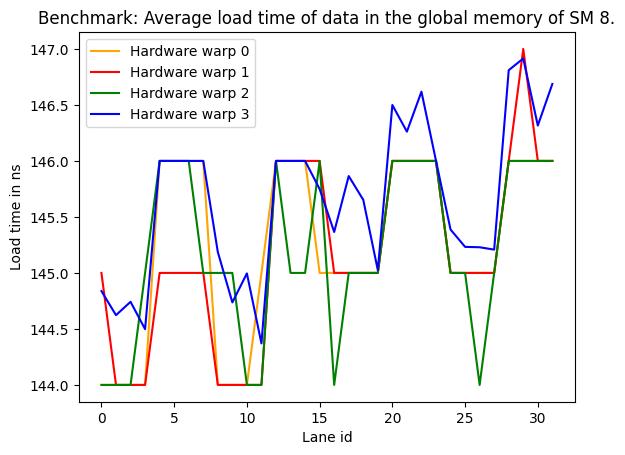 Benchmark: Average load time of data in the global memory of SM 8.
Hardware warp 0
Hardware warp 1
Hardware warp 2
Hardware warp 3
Load time in ns
147.0
146.5
146.0
145.5
145.0
144.5
144.0
0 5 10 15 20 25 30
Lane id